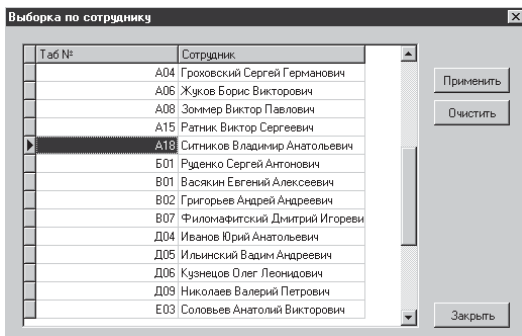 Выборка по сотруднику
Таб № Сотрудник
А04 Гроховский Сергей Германович
А06 Жуков Борис Викторович
А08 Зоммер Виктор Павлович
А15 Ратник Виктор Сергеевич
А18 Ситников Владимир Анатольевич
Б01 Руденко Сергей Антонович
В01 Васякин Евгений Алексеевич
В02 Григорьев Андрей Андреевич
В07 Филомафитский Дмитрий Игореви
Д04 Иванов Юрий Анатольевич
Д05 Ильинский Вадим Андреевич
Д06 Кузнецов Олег Леонидович
Д09 Николаев Валерий Петрович
Е03 Соловьев Анатолий Викторович
Применить
Очистить
Закрыть